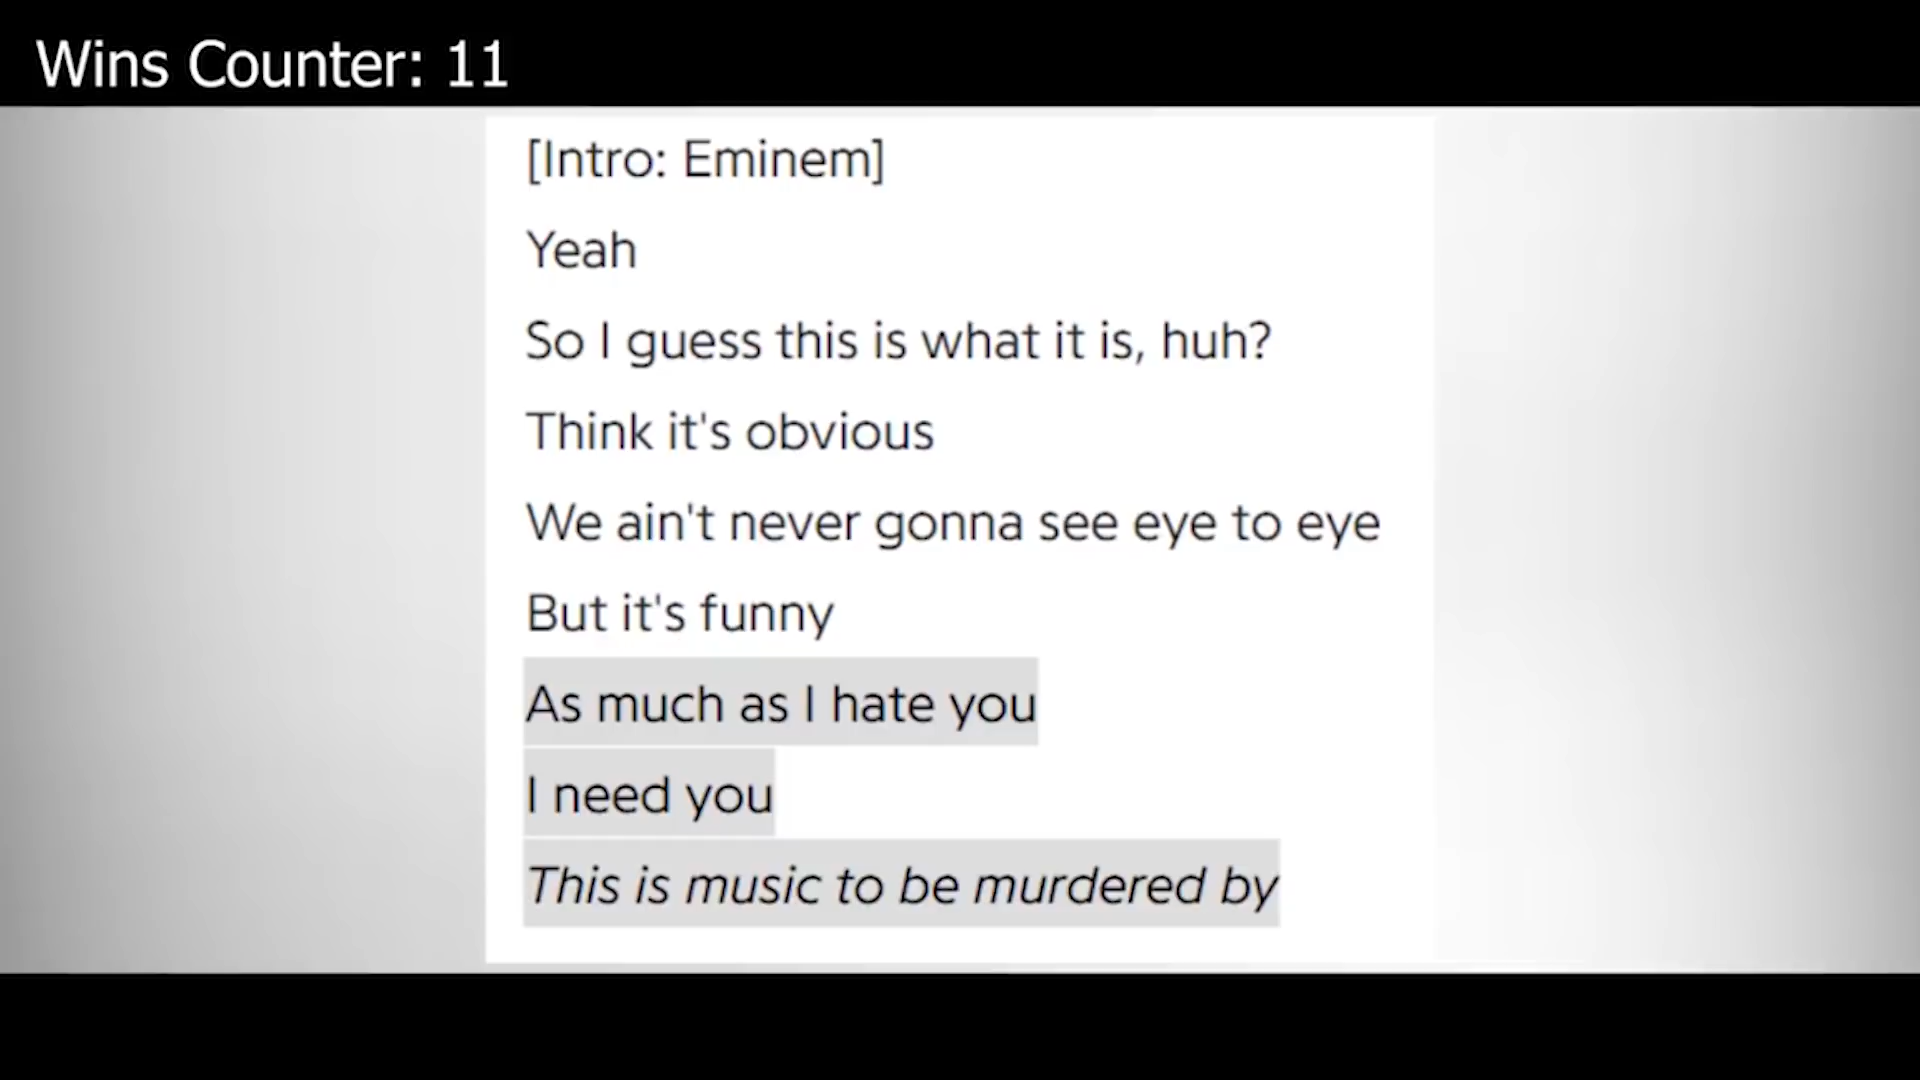 Wins Counter: 11
[Intro: Eminem]
Yeah
So I guess this is what it is, huh?
Think it's obvious
We ain't never gonna see eye to eye
But it's funny
As much as I hate you
I need you
This is music to be murdered by